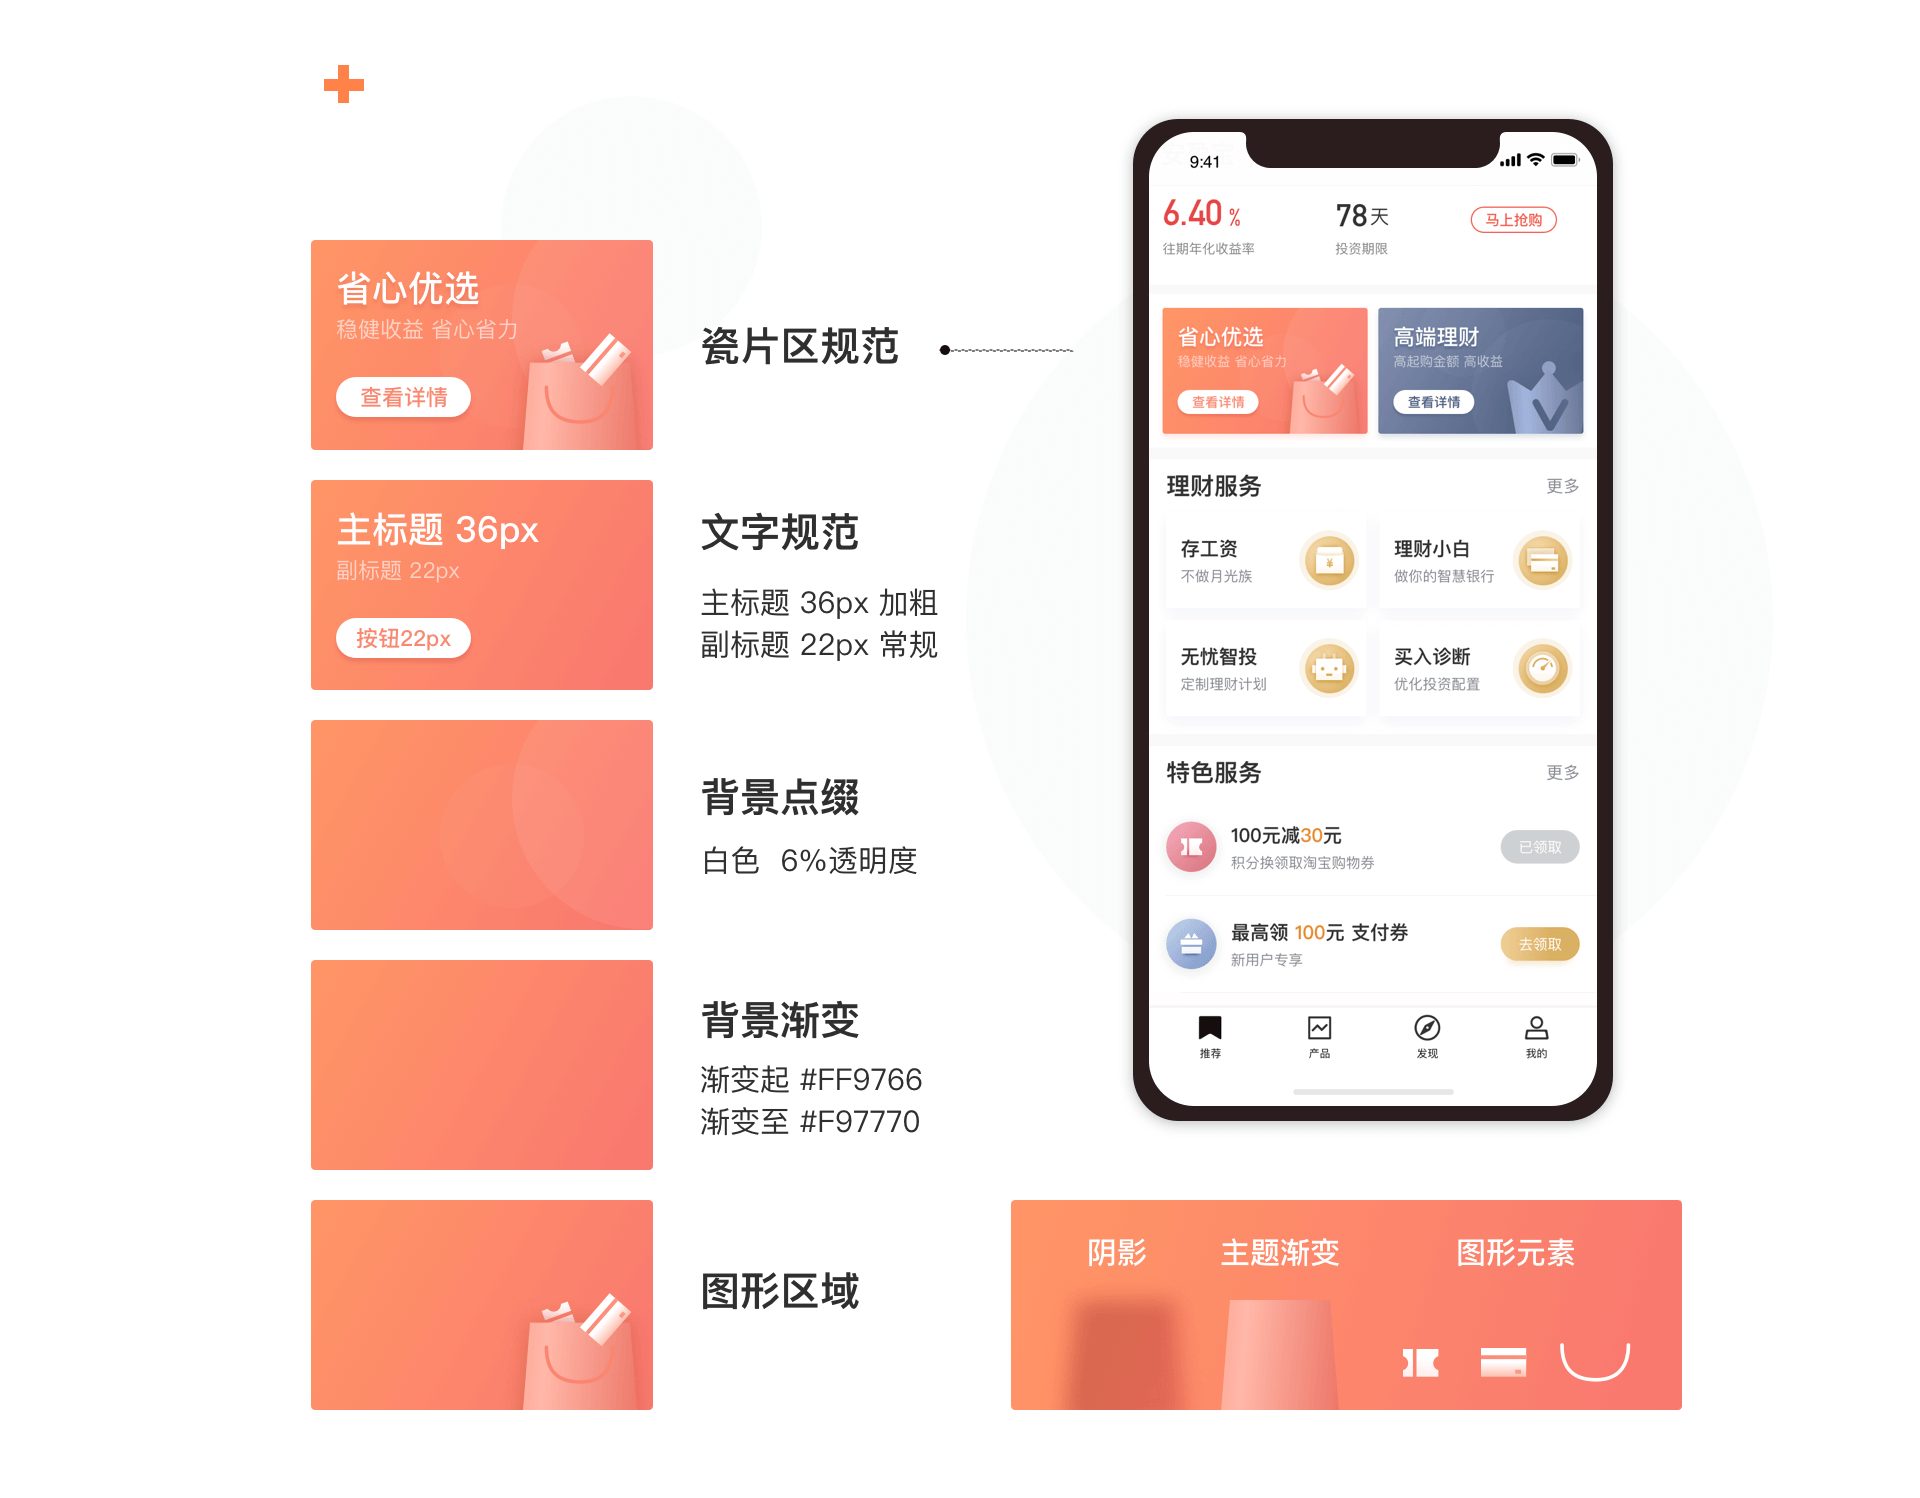 省心优选
稳健收益 省心省力
查看详情
瓷片区规范
主标题 36px
副标题 22px
按钮22px
文字规范
主标题 36px 加粗
副标题 22px 常规
背景点缀
白色 6%透明度
背景渐变
渐变起 #FF9766
渐变至 #F97770
图形区域
9:41
6.40 %
往期年化收益率
78天
投资期限
马上抢购
省心优选
稳健收益 省心省力
查看详情
高端理财
高起购金额 高收益
查看详情
理财服务
更多
存工资
不做月光族
理财小白
做你的智慧银行
无忧智投
定制理财计划
买入诊断
优化投资配置
特色服务
更多
100元减30元
积分换领取淘宝购物券
已领取
最高领 100元 支付券
新用户专享
去领取
推荐
产品
发现
我的
阴影
主题渐变
图形元素